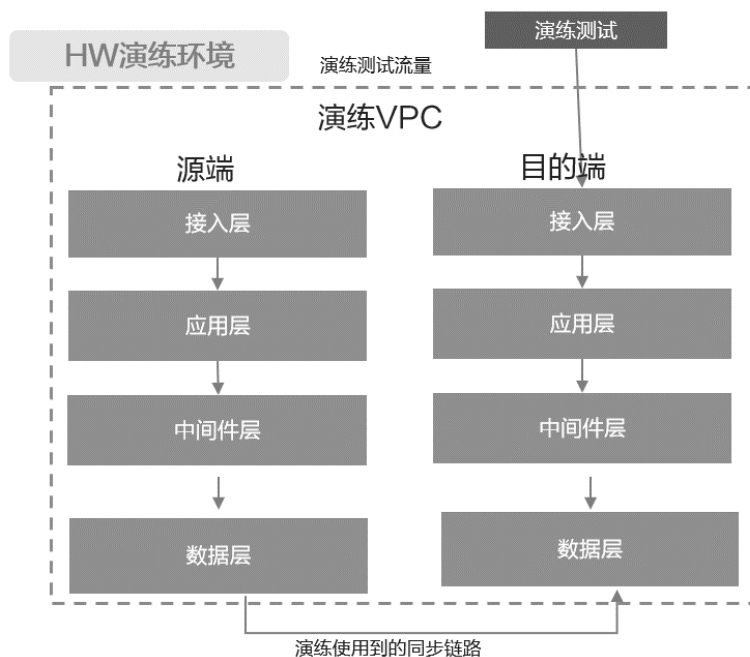 演练测试
HW演练环境
演练测试流量
演练VPC
源端
目的端
接入层
接入层
应用层
应用层
中间件层
中间件层
数据层
数据层
演练使用到的同步链路